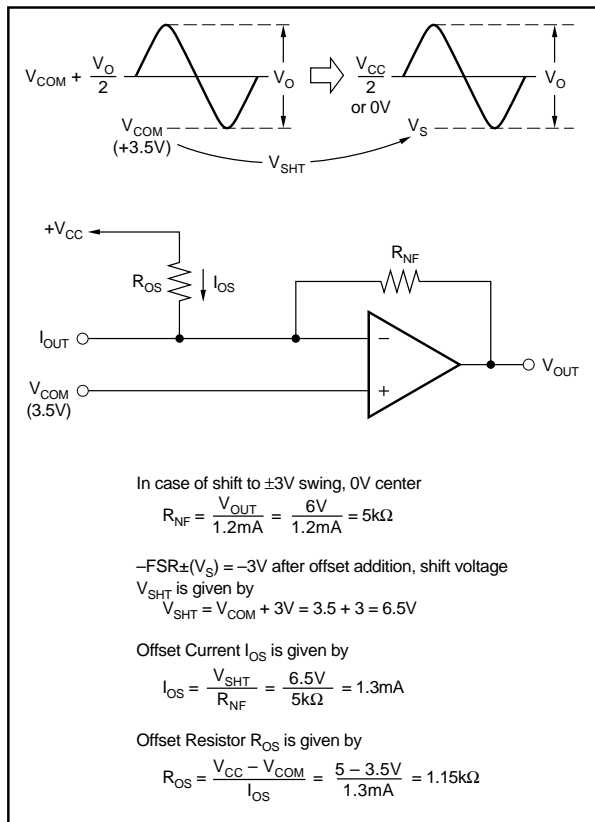 V_COM + V_O/2
V_O
V_CC/2 or 0V
V_O
V_COM
(+3.5V)
V_SHT
V_S
+V_CC
R_OS
I_OS
R_NF
I_OUT
V_COM
(3.5V)
–
+
V_OUT
In case of shift to ±3V swing, 0V center
R_NF = V_OUT/1.2mA = 6V/1.2mA = 5kΩ
–FSR±(V_S) = –3V after offset addition, shift voltage
V_SHT is given by
V_SHT = V_COM + 3V = 3.5 + 3 = 6.5V
Offset Current I_OS is given by
I_OS = V_SHT/R_NF = 6.5V/5kΩ = 1.3mA
Offset Resistor R_OS is given by
R_OS = V_CC – V_COM/I_OS = 5 – 3.5V/1.3mA = 1.15kΩ